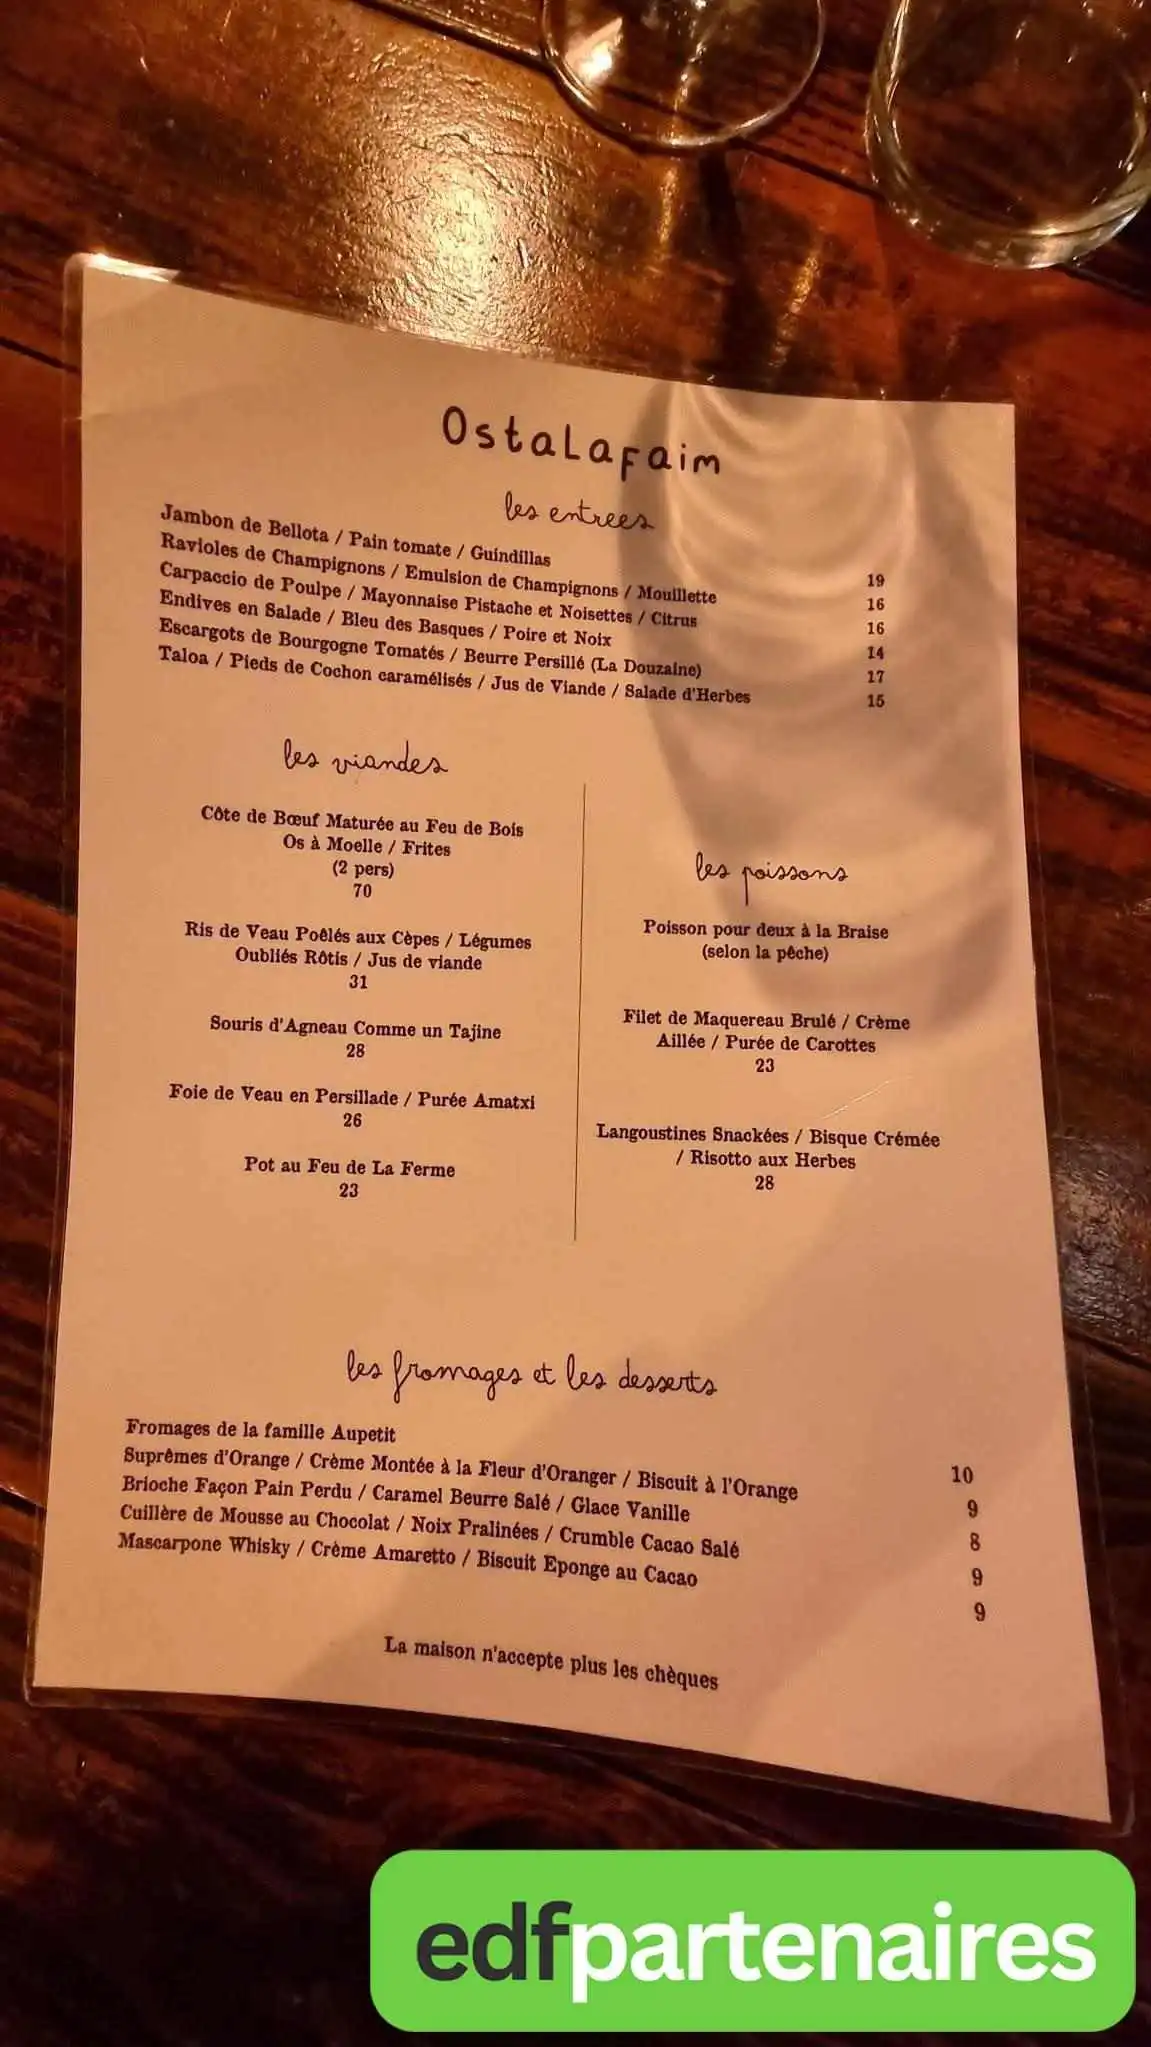 OstaLafaim
les entrees
Jambon de Bellota / Pain tomate / Guindillas 19
Ravioles de Champignons / Emulsion de Champignons / Mouillette 16
Carpaccio de Poulpe / Mayonnaise Pistache et Noisettes / Citrus 16
Endives en Salade / Bleu des Basques / Poire et Noix 14
Escargots de Bourgogne Tomatés / Beurre Persillé (La Douzaine) 17
Taloa / Pieds de Cochon caramélisés / Jus de Viande / Salade d'Herbes 15
les viandes
Côte de Bœuf Maturée au Feu de Bois
Os à Moelle / Frites
(2 pers)
70
Ris de Veau Poêlés aux Cèpes / Légumes
Oubliés Rôtis / Jus de viande
31
Souris d'Agneau Comme un Tajine
28
Foie de Veau en Persillade / Purée Amatxi
26
Pot au Feu de La Ferme
23
les poissons
Poisson pour deux à la Braise
(selon la pêche)
Filet de Maquereau Brulé / Crème
Aillée / Purée de Carottes
23
Langoustines Snackées / Bisque Crémée
/ Risotto aux Herbes
28
les fromages et les desserts
Fromages de la famille Aupetit 10
Suprêmes d'Orange / Crème Montée à la Fleur d'Oranger / Biscuit à l'Orange 9
Brioche Façon Pain Perdu / Caramel Beurre Salé / Glace Vanille 8
Cuillère de Mousse au Chocolat / Noix Pralinées / Crumble Cacao Salé 9
Mascarpone Whisky / Crème Amaretto / Biscuit Eponge au Cacao 9
La maison n'accepte plus les chèques
edfpartenaires